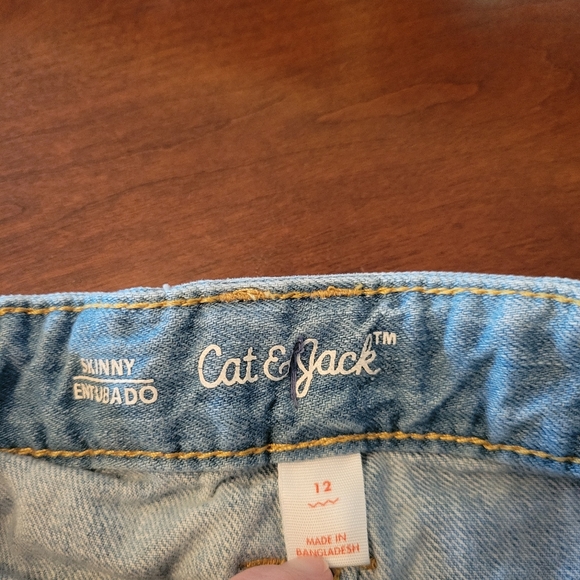 SKINNY
ENTUBADO
Cat & Jack™
12
MADE IN
BANGLADESH